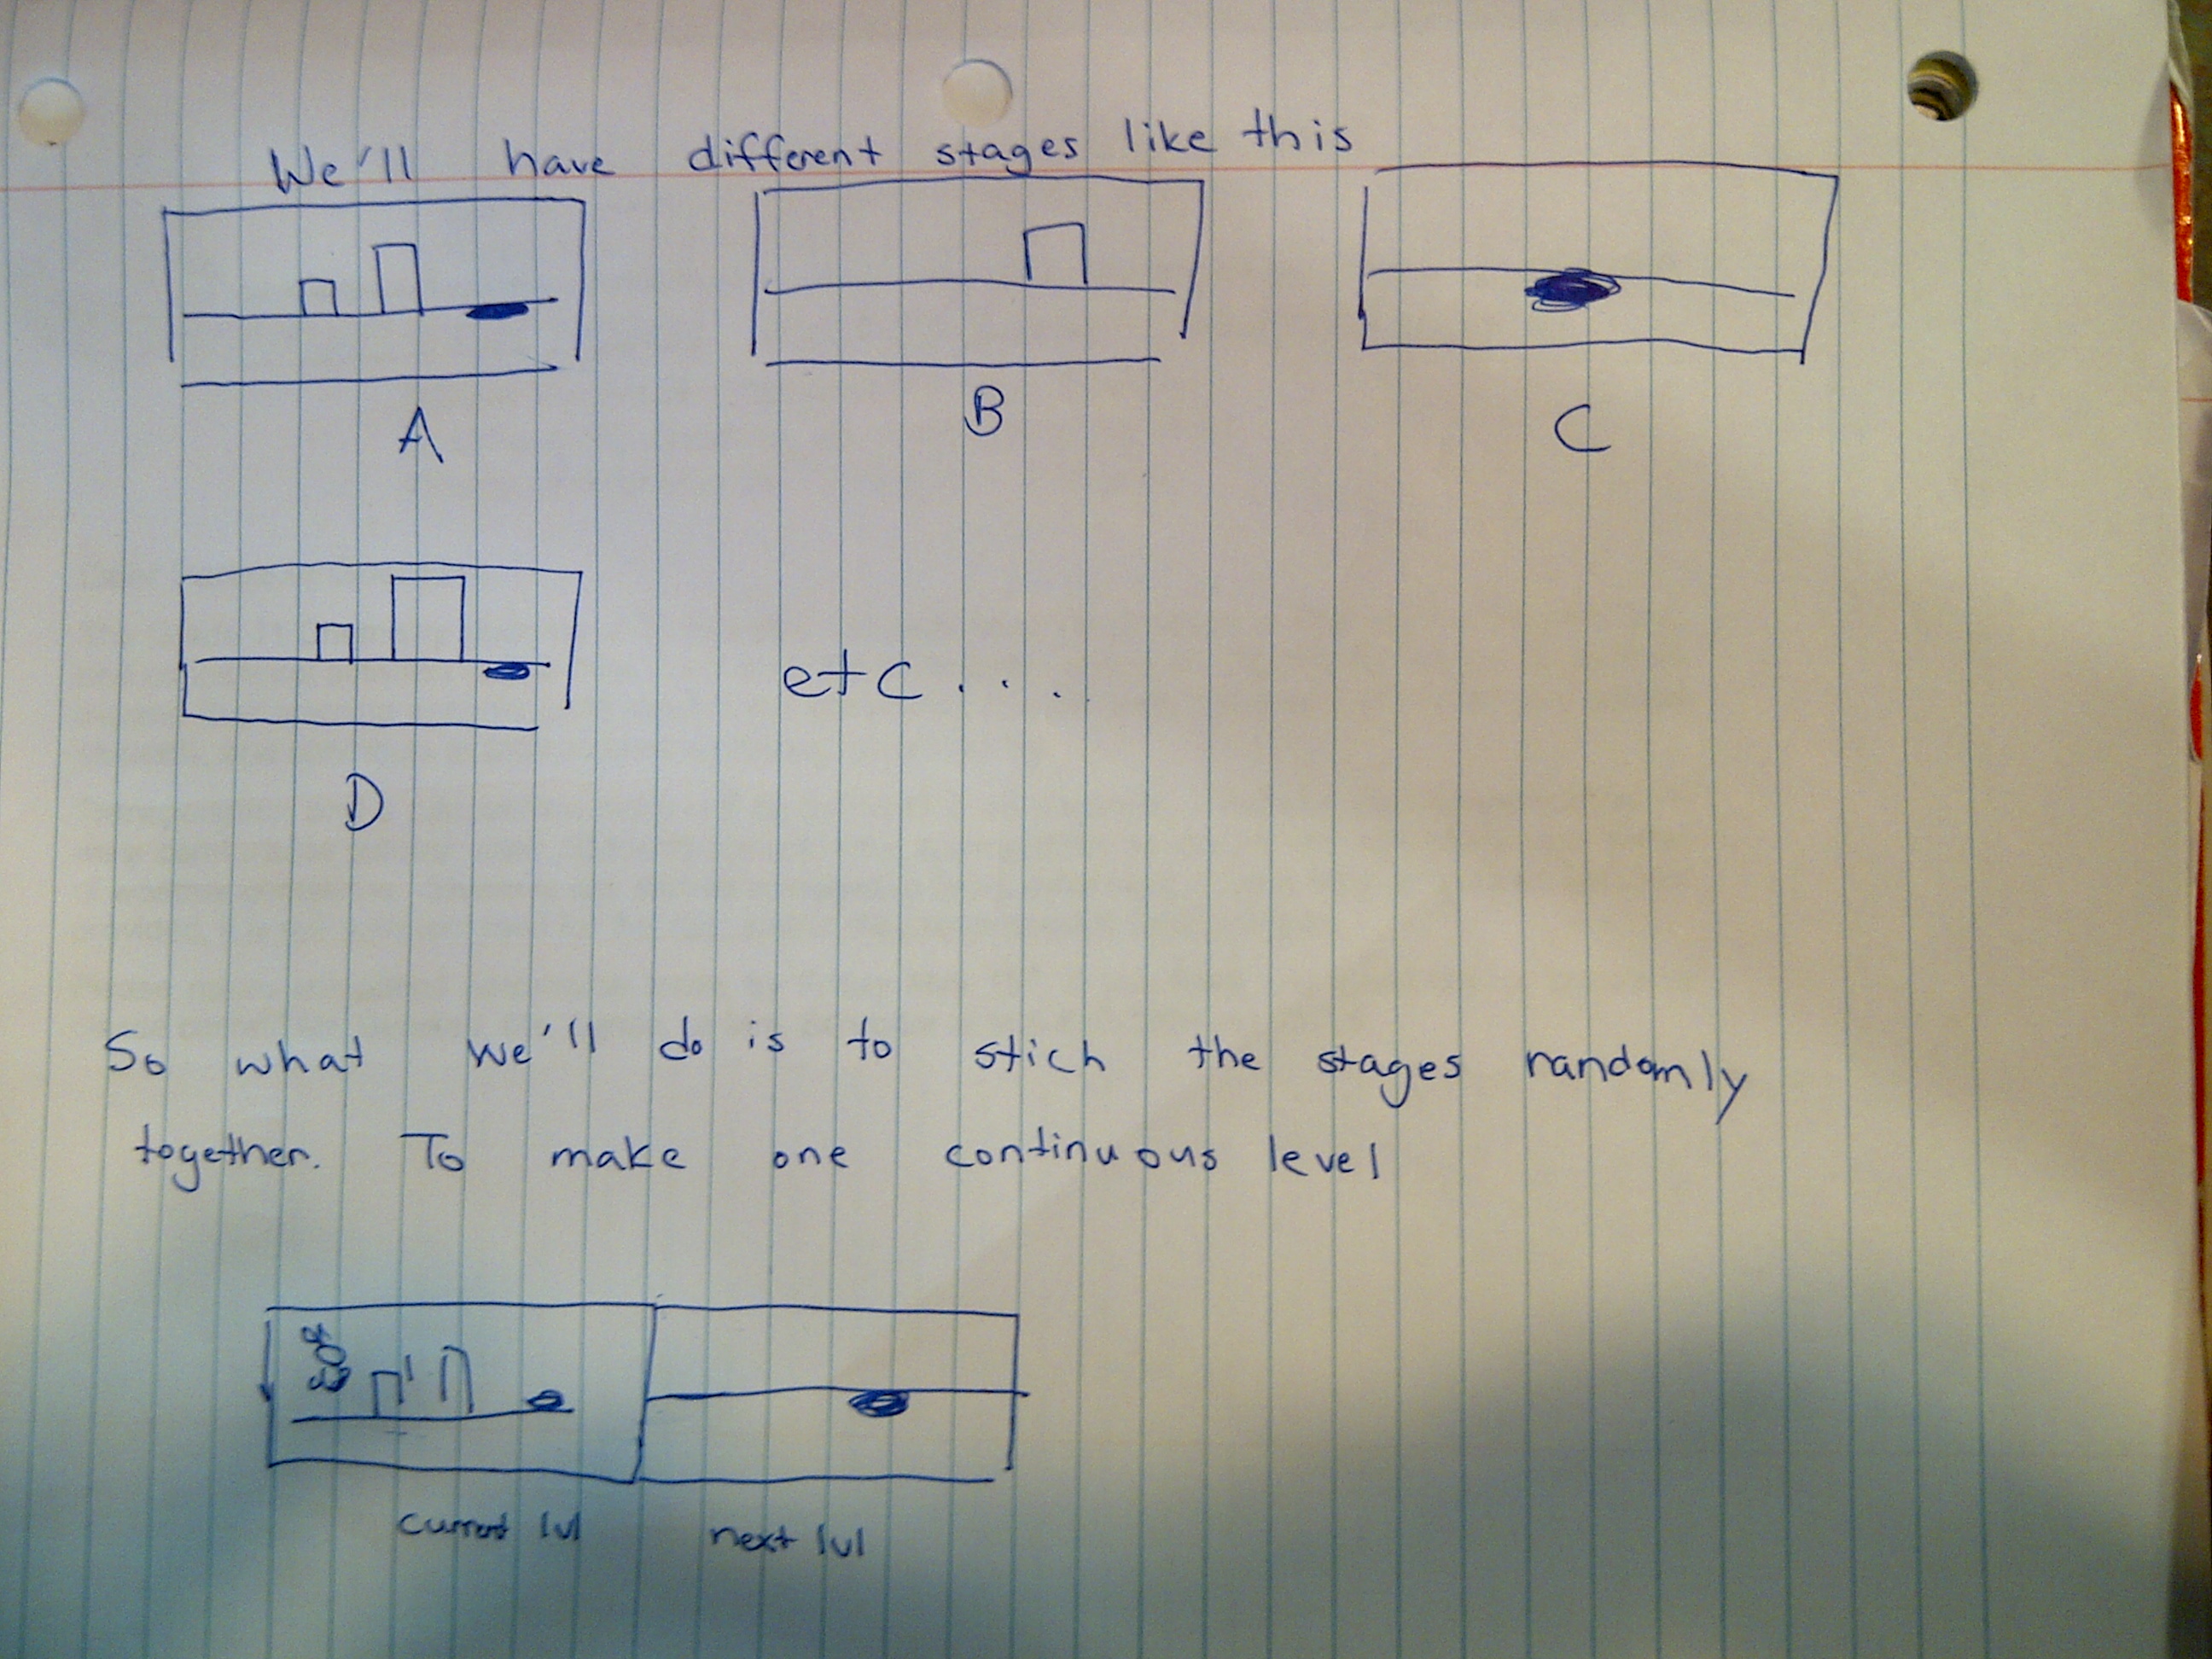 We'll have different stages like this
A
B
C
D
etc...
So what we'll do is to stich the stages randomly
together. To make one continuous level
current lvl
next lvl